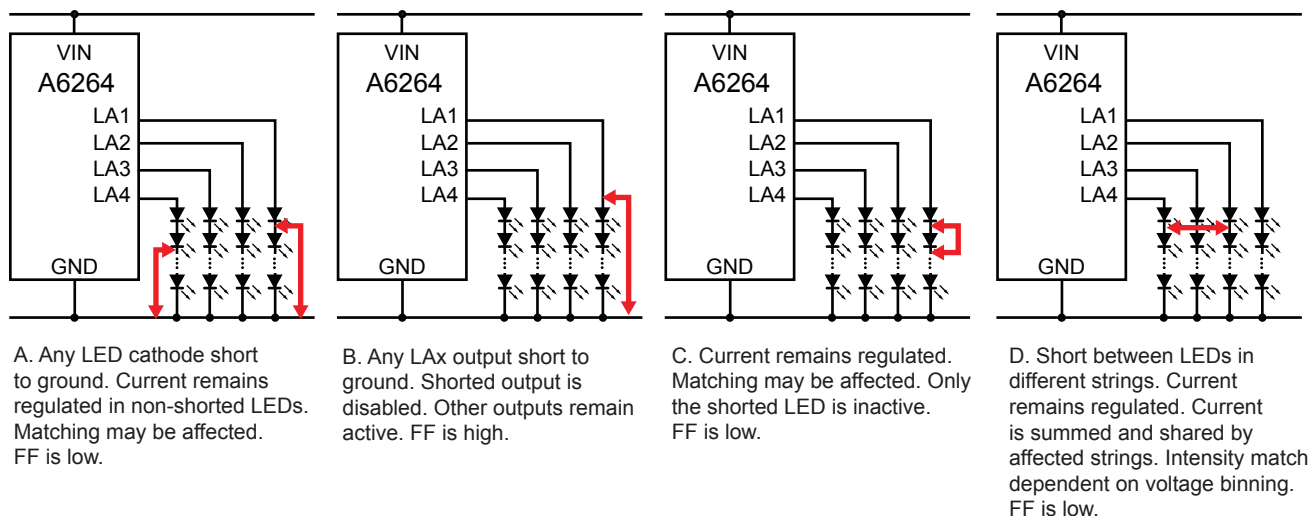 VIN
A6264
LA1
LA2
LA3
LA4
GND
A. Any LED cathode short
to ground. Current remains
regulated in non-shorted LEDs.
Matching may be affected.
FF is low.
VIN
A6264
LA1
LA2
LA3
LA4
GND
B. Any LAx output short to
ground. Shorted output is
disabled. Other outputs remain
active. FF is high.
VIN
A6264
LA1
LA2
LA3
LA4
GND
C. Current remains regulated.
Matching may be affected. Only
the shorted LED is inactive.
FF is low.
VIN
A6264
LA1
LA2
LA3
LA4
GND
D. Short between LEDs in
different strings. Current
remains regulated. Current
is summed and shared by
affected strings. Intensity match
dependent on voltage binning.
FF is low.